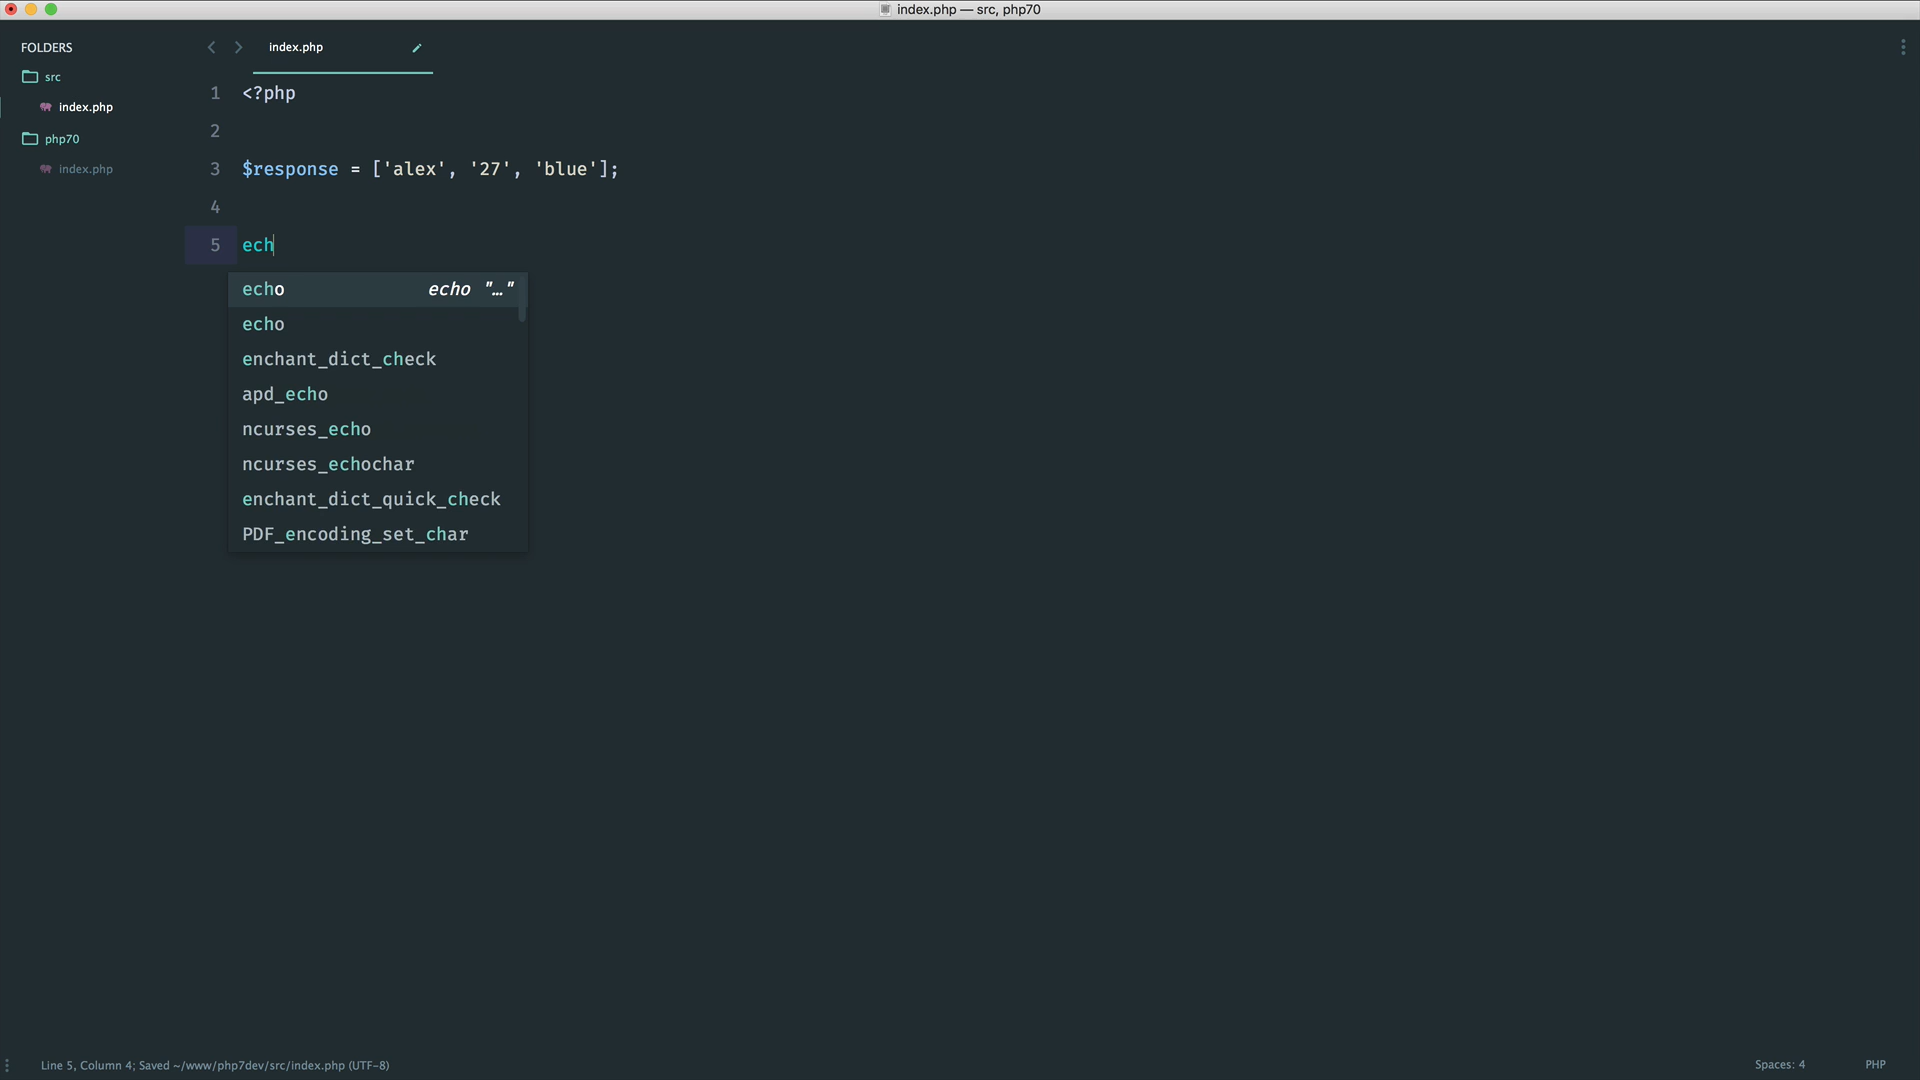 index.php — src, php70
FOLDERS
src
index.php
php70
index.php
index.php
1 <?php
2
3 $response = ['alex', '27', 'blue'];
4
5 ech
echo echo "…"
echo
enchant_dict_check
apd_echo
ncurses_echo
ncurses_echochar
enchant_dict_quick_check
PDF_encoding_set_char
Line 5, Column 4; Saved ~/www/php7dev/src/index.php (UTF-8)
Spaces: 4
PHP